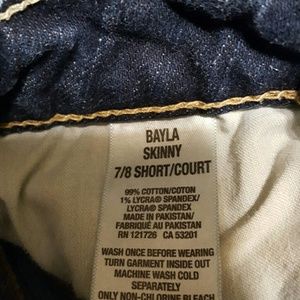 BAYLA
SKINNY
7/8 SHORT/COURT
99% COTTON/COTON
1% LYCRA® SPANDEX/
LYCRA® SPANDEX
MADE IN PAKISTAN/
FABRIQUÉ AU PAKISTAN
RN 121726 CA 53201
WASH ONCE BEFORE WEARING
TURN GARMENT INSIDE OUT
MACHINE WASH COLD
SEPARATELY
ONLY NON-CHLORINE BLEACH